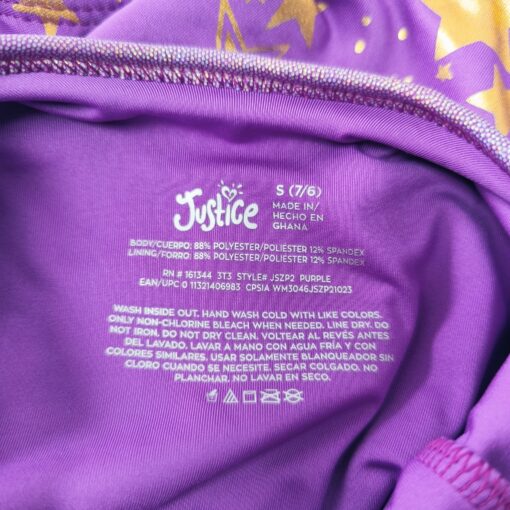 Justice
S (7/6)
MADE IN/
HECHO EN
GHANA
BODY/CUERPO: 88% POLYESTER/POLIÉSTER 12% SPANDEX
LINING/FORRO: 88% POLYESTER/POLIÉSTER 12% SPANDEX
RN # 161344 3T3 STYLE# JSZP2 PURPLE
EAN/UPC 0 11321406983 CPSIA WM3046JSZP21023
WASH INSIDE OUT. HAND WASH COLD WITH LIKE COLORS.
ONLY NON-CHLORINE BLEACH WHEN NEEDED. LINE DRY. DO
NOT IRON. DO NOT DRY CLEAN. VOLTEAR AL REVÉS ANTES
DEL LAVADO. LAVAR A MANO CON AGUA FRÍA Y CON
COLORES SIMILARES. USAR SOLAMENTE BLANQUEADOR SIN
CLORO CUANDO SE NECESITE. SECAR COLGADO. NO
PLANCHAR. NO LAVAR EN SECO.